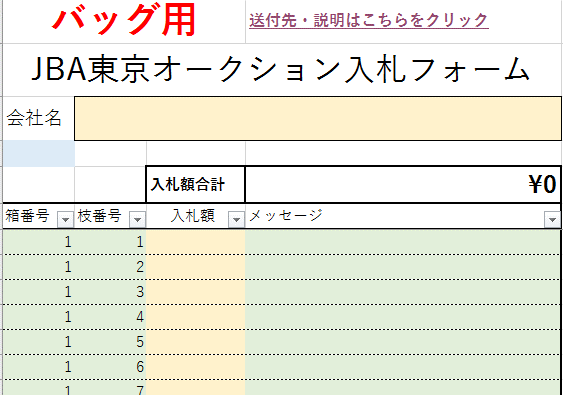 バッグ用 送付先・説明はこちらをクリック
JBA東京オークション入札フォーム
会社名
入札額合計 ¥0
箱番号 枝番号 入札額 メッセージ
1 1
1 2
1 3
1 4
1 5
1 6
1 7